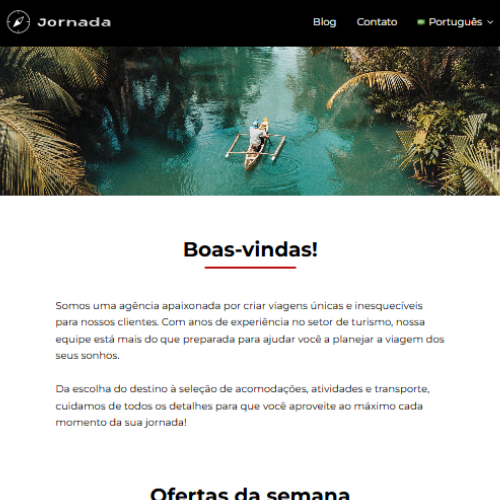 Jornada
Blog
Contato
Português
Boas-vindas!
Somos uma agência apaixonada por criar viagens únicas e inesquecíveis
para nossos clientes. Com anos de experiência no setor de turismo, nossa
equipe está mais do que preparada para ajudar você a planejar a viagem dos
seus sonhos.
Da escolha do destino à seleção de acomodações, atividades e transporte,
cuidamos de todos os detalhes para que você aproveite ao máximo cada
momento da sua jornada!
Ofertas da semana